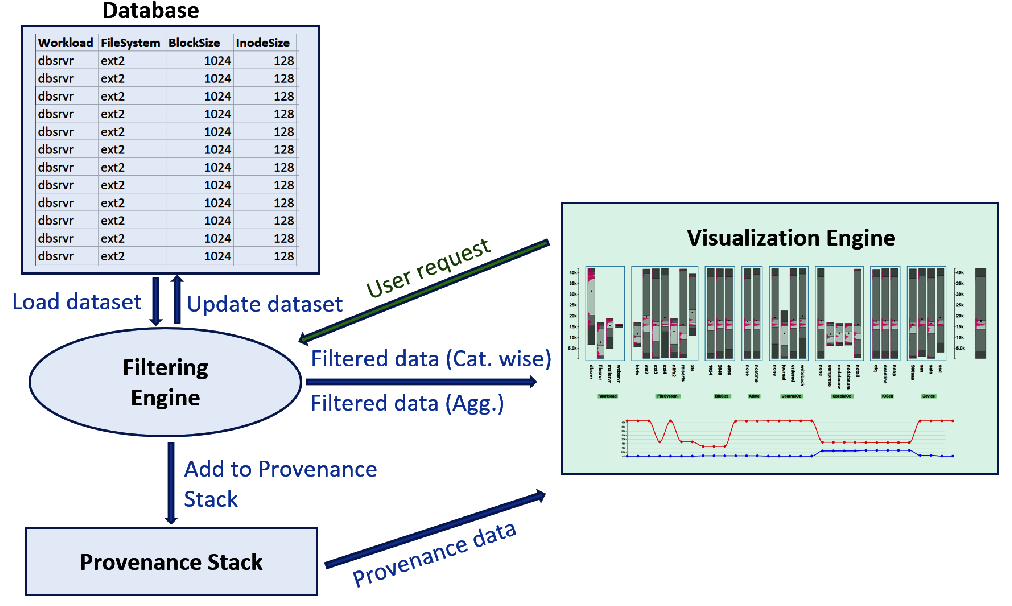 Database
Workload FileSystem BlockSize InodeSize
dbsrvr ext2 1024 128
dbsrvr ext2 1024 128
dbsrvr ext2 1024 128
dbsrvr ext2 1024 128
dbsrvr ext2 1024 128
dbsrvr ext2 1024 128
dbsrvr ext2 1024 128
dbsrvr ext2 1024 128
dbsrvr ext2 1024 128
dbsrvr ext2 1024 128
dbsrvr ext2 1024 128
dbsrvr ext2 1024 128
Load dataset
Update dataset
User request
Filtering
Engine
Filtered data (Cat. wise)
Filtered data (Agg.)
Add to Provenance
Stack
Provenance Stack
Provenance data
Visualization Engine